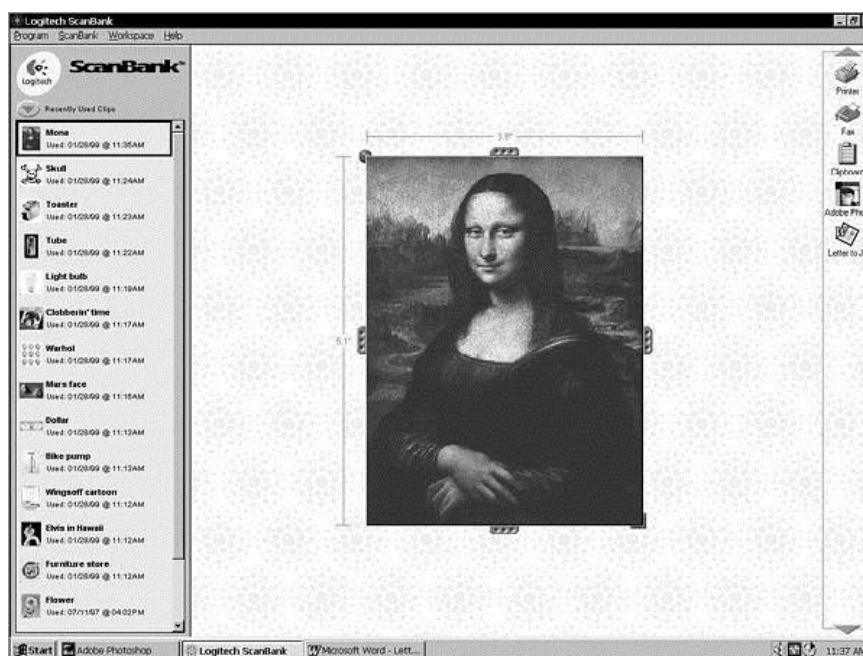 Logitech ScanBank
Program ScanBank Workspace Help
Logitech
ScanBank™
Recently Used Clips
Mona
Used: 01/28/99 @ 11:35AM
Skull
Used: 01/28/99 @ 11:24AM
Toaster
Used: 01/28/99 @ 11:23AM
Tube
Used: 01/28/99 @ 11:22AM
Light bulb
Used: 01/28/99 @ 11:18AM
Clobberin' time
Used: 01/28/99 @ 11:17AM
Warhol
Used: 01/28/99 @ 11:17AM
Mars face
Used: 01/28/99 @ 11:16AM
Dollar
Used: 01/28/99 @ 11:13AM
Bike pump
Used: 01/28/99 @ 11:13AM
Wingsoff cartoon
Used: 01/28/99 @ 11:12AM
Elvis in Hawaii
Used: 01/28/99 @ 11:12AM
Furniture store
Used: 01/28/99 @ 11:12AM
Flower
Used: 07/11/97 @ 04:02PM
3.8"
5.1"
Printer
Fax
Clipboard
Adobe Pho
Letter to J
Start
Adobe Photoshop
Logitech ScanBank
Microsoft Word - Lett...
11:37 AM